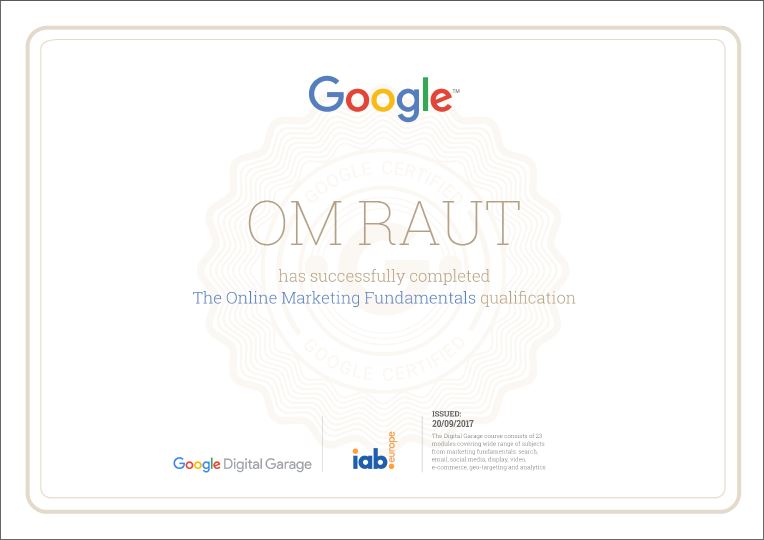 Google™
GOOGLE CERTIFIED
OM RAUT
has successfully completed
The Online Marketing Fundamentals qualification
GOOGLE CERTIFIED
ISSUED:
20/09/2017
The Digital Garage course consists of 23
modules covering wide range of subjects
from marketing fundamentals: search,
email, social media, display, video,
e-commerce, geo-targeting and analytics
Google Digital Garage
iab.europe